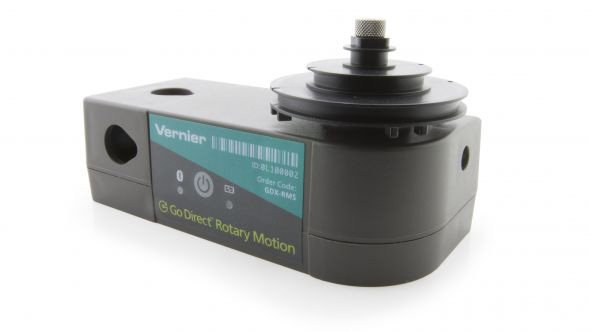 Vernier
ID:0L100002
Order Code:
GDX-RMS
Go Direct® Rotary Motion